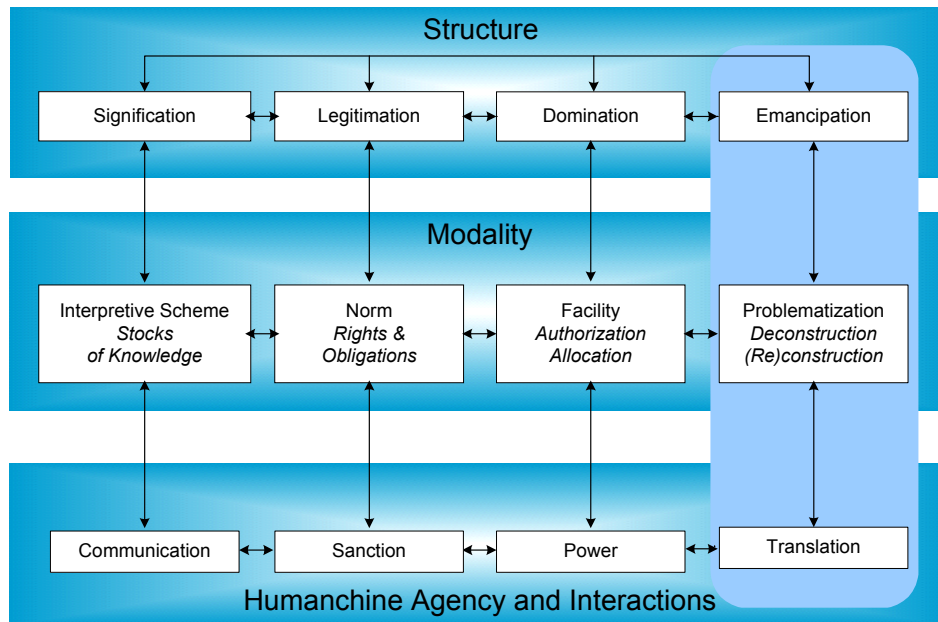 Structure
Signification
Legitimation
Domination
Emancipation
Modality
Interpretive Scheme
Stocks
of Knowledge
Norm
Rights &
Obligations
Facility
Authorization
Allocation
Problematization
Deconstruction
(Re)construction
Communication
Sanction
Power
Translation
Humanchine Agency and Interactions